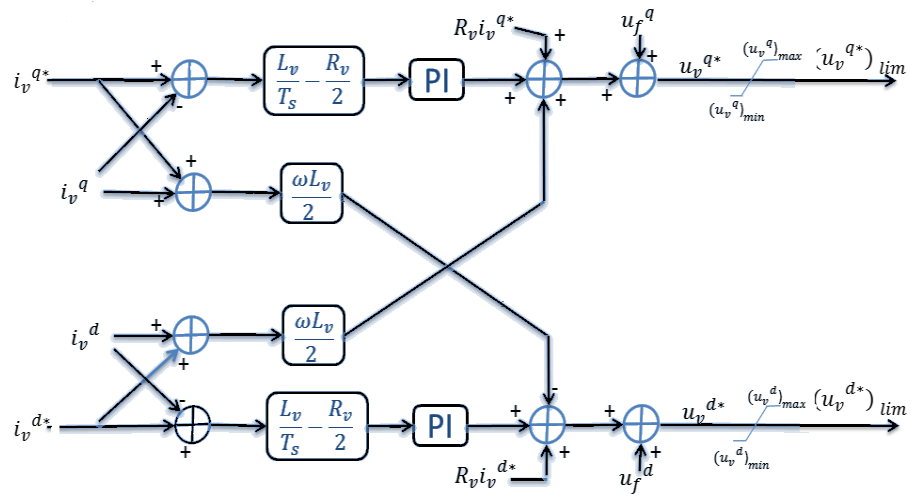 R_v i_v^{q*} + u_f^q
i_v^{q*} + L_v/T_s − R_v/2 PI + + + + u_v^{q*} (u_v^q)_max (u_v^{q*})_lim
- (u_v^q)_min
+
i_v^q + ωL_v/2
i_v^d + ωL_v/2
+
- -
i_v^{d*} + L_v/T_s − R_v/2 PI + + u_v^{d*} (u_v^d)_max (u_v^{d*})_lim
+ + (u_v^d)_min
R_v i_v^{d*} u_f^d